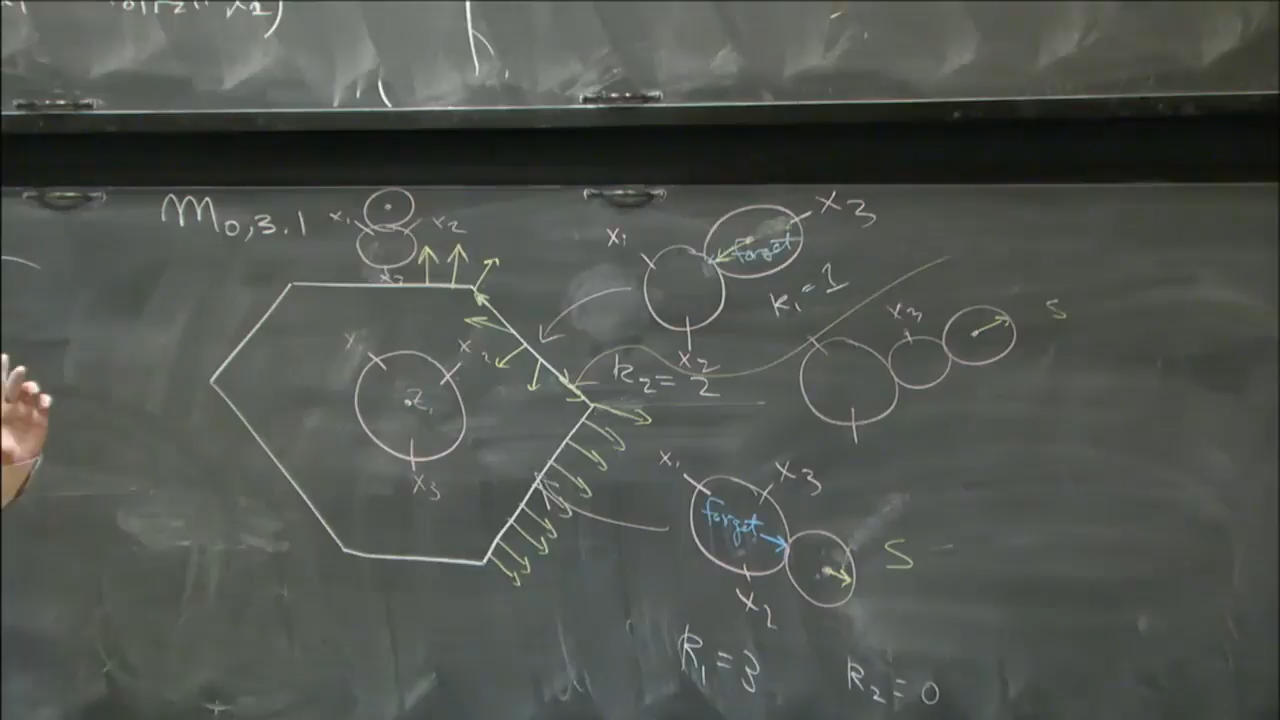 M0,3.1
x1 x2
x3
x1 x3
forget
x2
k1 = 1
x3
S
x1 x2
z1
x3
k2 = 2
x1 x3
forget
x2
S
k1 = 3 k2 = 0